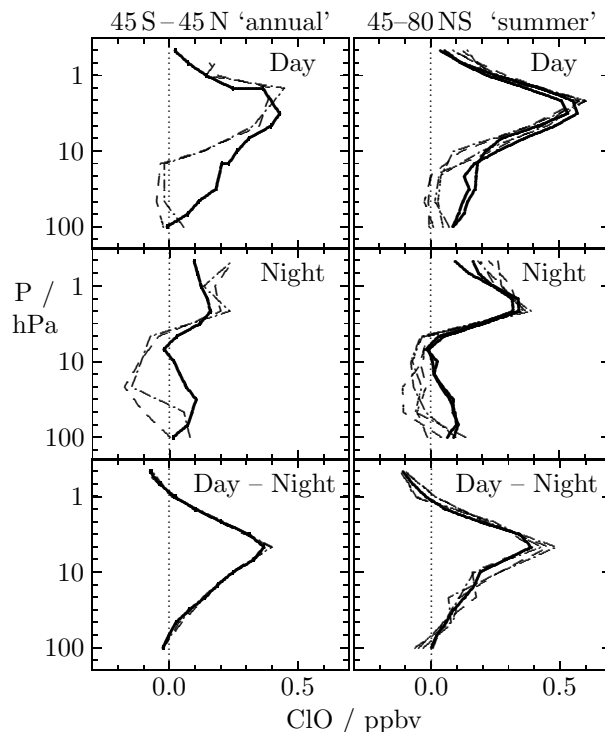 45 S – 45 N ‘annual’
45–80 NS ‘summer’
Day
Day
1
10
100
Night
Night
P /
hPa
1
10
100
Day – Night
Day – Night
1
10
100
0.0
0.5
0.0
0.5
ClO / ppbv